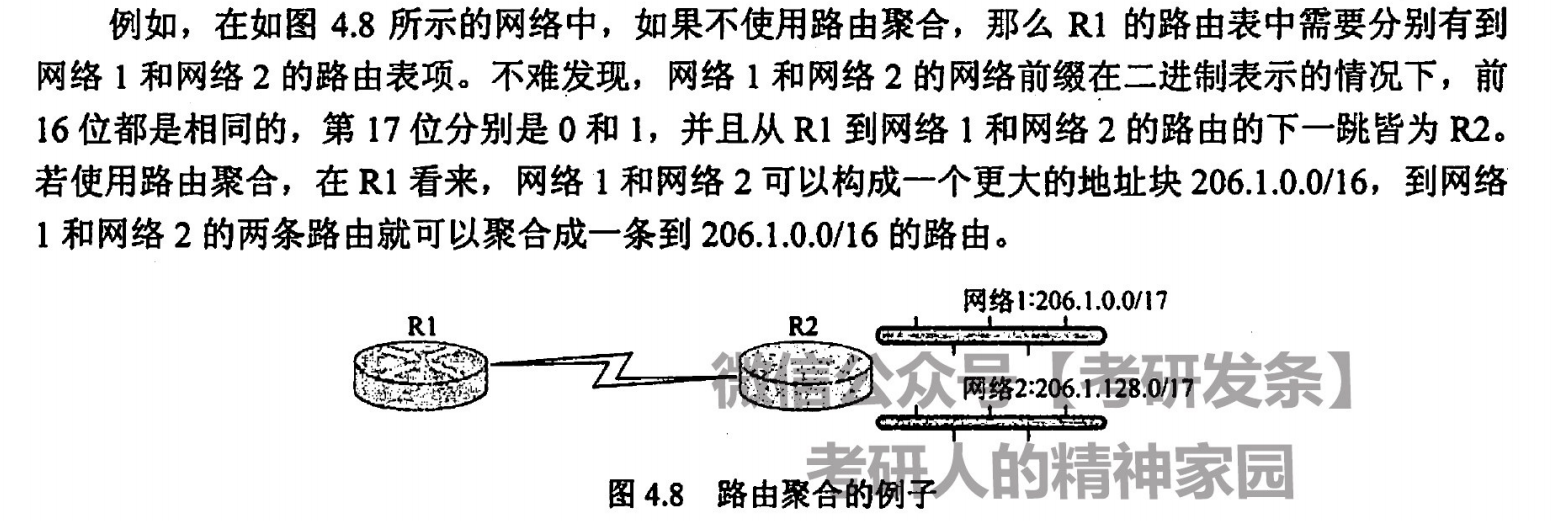 例如，在如图 4.8 所示的网络中，如果不使用路由聚合，那么 R1 的路由表中需要分别有到
网络 1 和网络 2 的路由表项。不难发现，网络 1 和网络 2 的网络前缀在二进制表示的情况下，前
16 位都是相同的，第 17 位分别是 0 和 1，并且从 R1 到网络 1 和网络 2 的路由的下一跳皆为 R2。
若使用路由聚合，在 R1 看来，网络 1 和网络 2 可以构成一个更大的地址块 206.1.0.0/16，到网络
1 和网络 2 的两条路由就可以聚合成一条到 206.1.0.0/16 的路由。
网络1:206.1.0.0/17
R1
R2
微信公众号【考研发条】
网络2:206.1.128.0/17
考研人的精神家园
图 4.8 路由聚合的例子